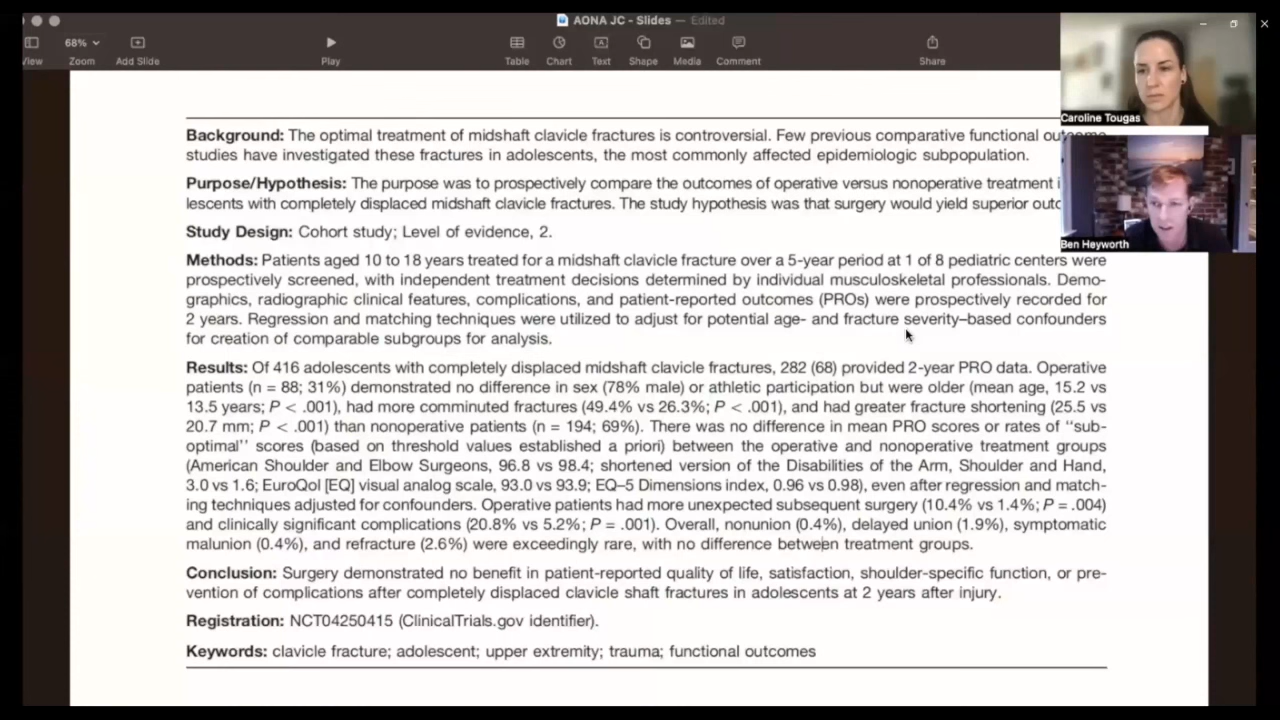 AONA JC - Slides — Edited
68%
View Zoom Add Slide Play Table Chart Text Shape Media Comment Share
Caroline Tougas
Ben Heyworth
Background: The optimal treatment of midshaft clavicle fractures is controversial. Few previous comparative functional outcome
studies have investigated these fractures in adolescents, the most commonly affected epidemiologic subpopulation.
Purpose/Hypothesis: The purpose was to prospectively compare the outcomes of operative versus nonoperative treatment
lescents with completely displaced midshaft clavicle fractures. The study hypothesis was that surgery would yield superior
Study Design: Cohort study; Level of evidence, 2.
Methods: Patients aged 10 to 18 years treated for a midshaft clavicle fracture over a 5-year period at 1 of 8 pediatric centers were
prospectively screened, with independent treatment decisions determined by individual musculoskeletal professionals. Demo-
graphics, radiographic clinical features, complications, and patient-reported outcomes (PROs) were prospectively recorded for
2 years. Regression and matching techniques were utilized to adjust for potential age- and fracture severity–based confounders
for creation of comparable subgroups for analysis.
Results: Of 416 adolescents with completely displaced midshaft clavicle fractures, 282 (68) provided 2-year PRO data. Operative
patients (n = 88; 31%) demonstrated no difference in sex (78% male) or athletic participation but were older (mean age, 15.2 vs
13.5 years; P < .001), had more comminuted fractures (49.4% vs 26.3%; P < .001), and had greater fracture shortening (25.5 vs
20.7 mm; P < .001) than nonoperative patients (n = 194; 69%). There was no difference in mean PRO scores or rates of ‘‘sub-
optimal’’ scores (based on threshold values established a priori) between the operative and nonoperative treatment groups
(American Shoulder and Elbow Surgeons, 96.8 vs 98.4; shortened version of the Disabilities of the Arm, Shoulder and Hand,
3.0 vs 1.6; EuroQol [EQ] visual analog scale, 93.0 vs 93.9; EQ–5 Dimensions index, 0.96 vs 0.98), even after regression and match-
ing techniques adjusted for confounders. Operative patients had more unexpected subsequent surgery (10.4% vs 1.4%; P = .004)
and clinically significant complications (20.8% vs 5.2%; P = .001). Overall, nonunion (0.4%), delayed union (1.9%), symptomatic
malunion (0.4%), and refracture (2.6%) were exceedingly rare, with no difference between treatment groups.
Conclusion: Surgery demonstrated no benefit in patient-reported quality of life, satisfaction, shoulder-specific function, or pre-
vention of complications after completely displaced clavicle shaft fractures in adolescents at 2 years after injury.
Registration: NCT04250415 (ClinicalTrials.gov identifier).
Keywords: clavicle fracture; adolescent; upper extremity; trauma; functional outcomes